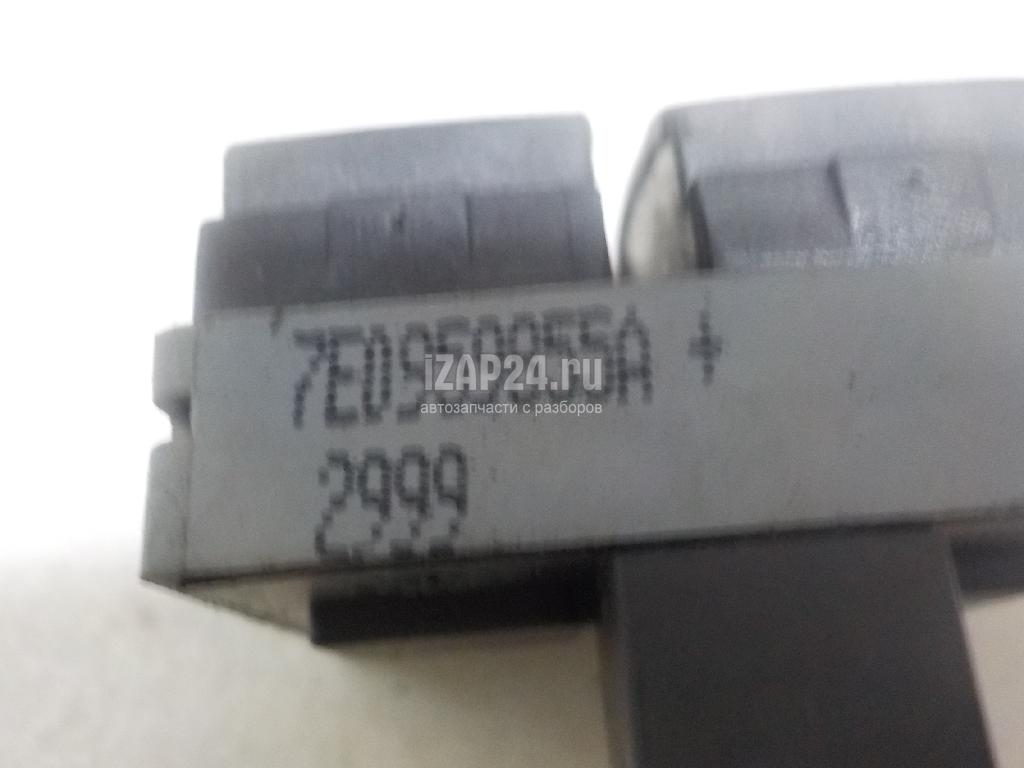 7E0959855A +
iZAP24.ru
автозапчасти с разборов
2999